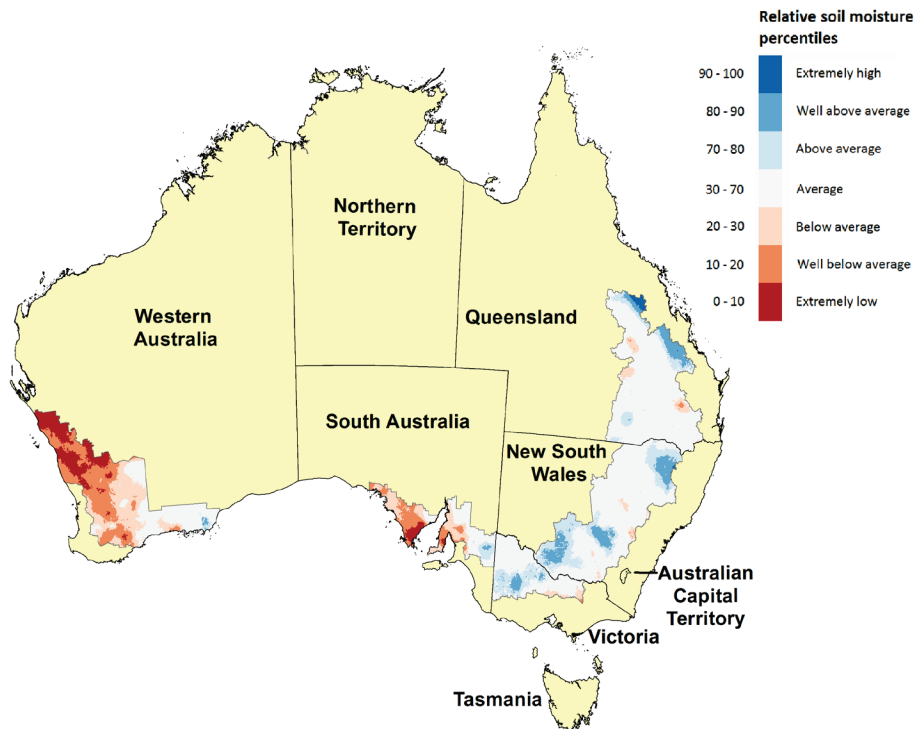 Relative soil moisture
percentiles
90 - 100 Extremely high
80 - 90 Well above average
70 - 80 Above average
30 - 70 Average
20 - 30 Below average
10 - 20 Well below average
0 - 10 Extremely low
Northern
Territory
Western
Australia
Queensland
South Australia
New South
Wales
Australian
Capital
Territory
Victoria
Tasmania